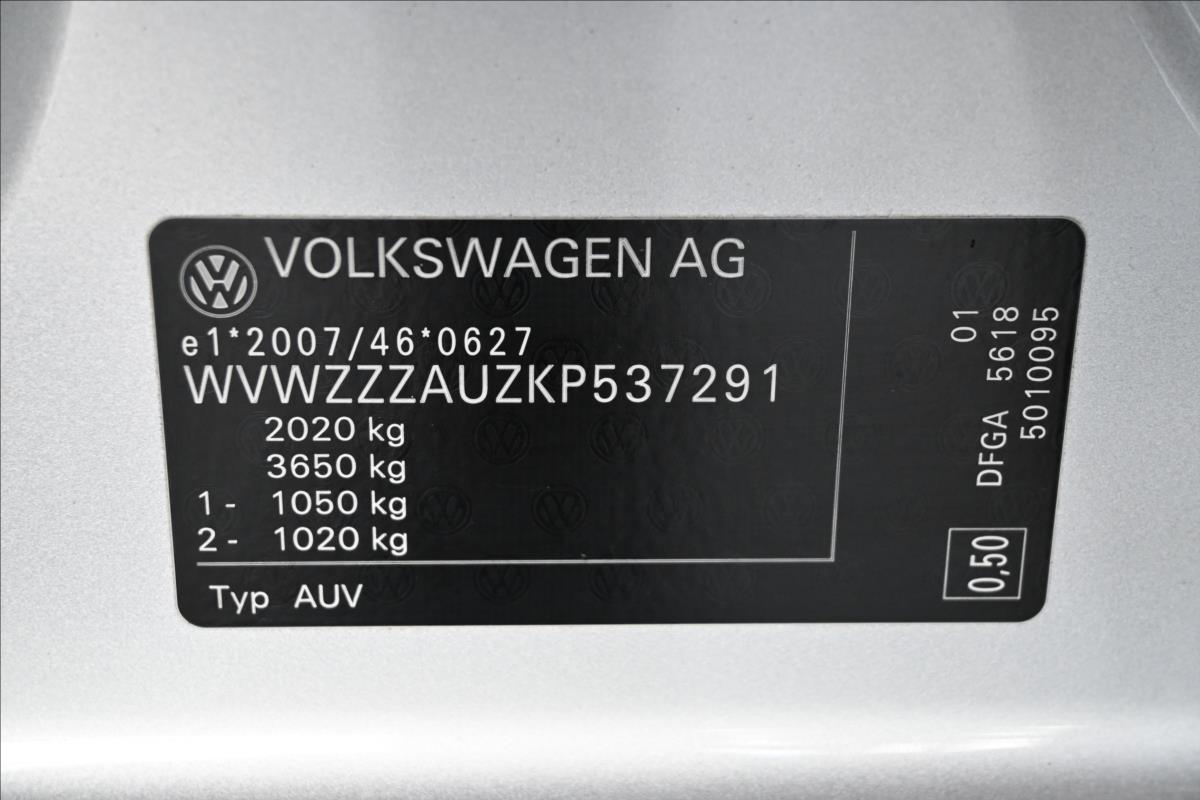 VOLKSWAGEN AG
e1*2007/46*0627
WVWZZZAUZKP537291
2020 kg
3650 kg
1 - 1050 kg
2 - 1020 kg
Typ AUV
01
DFGA 5618
5010095
0,50